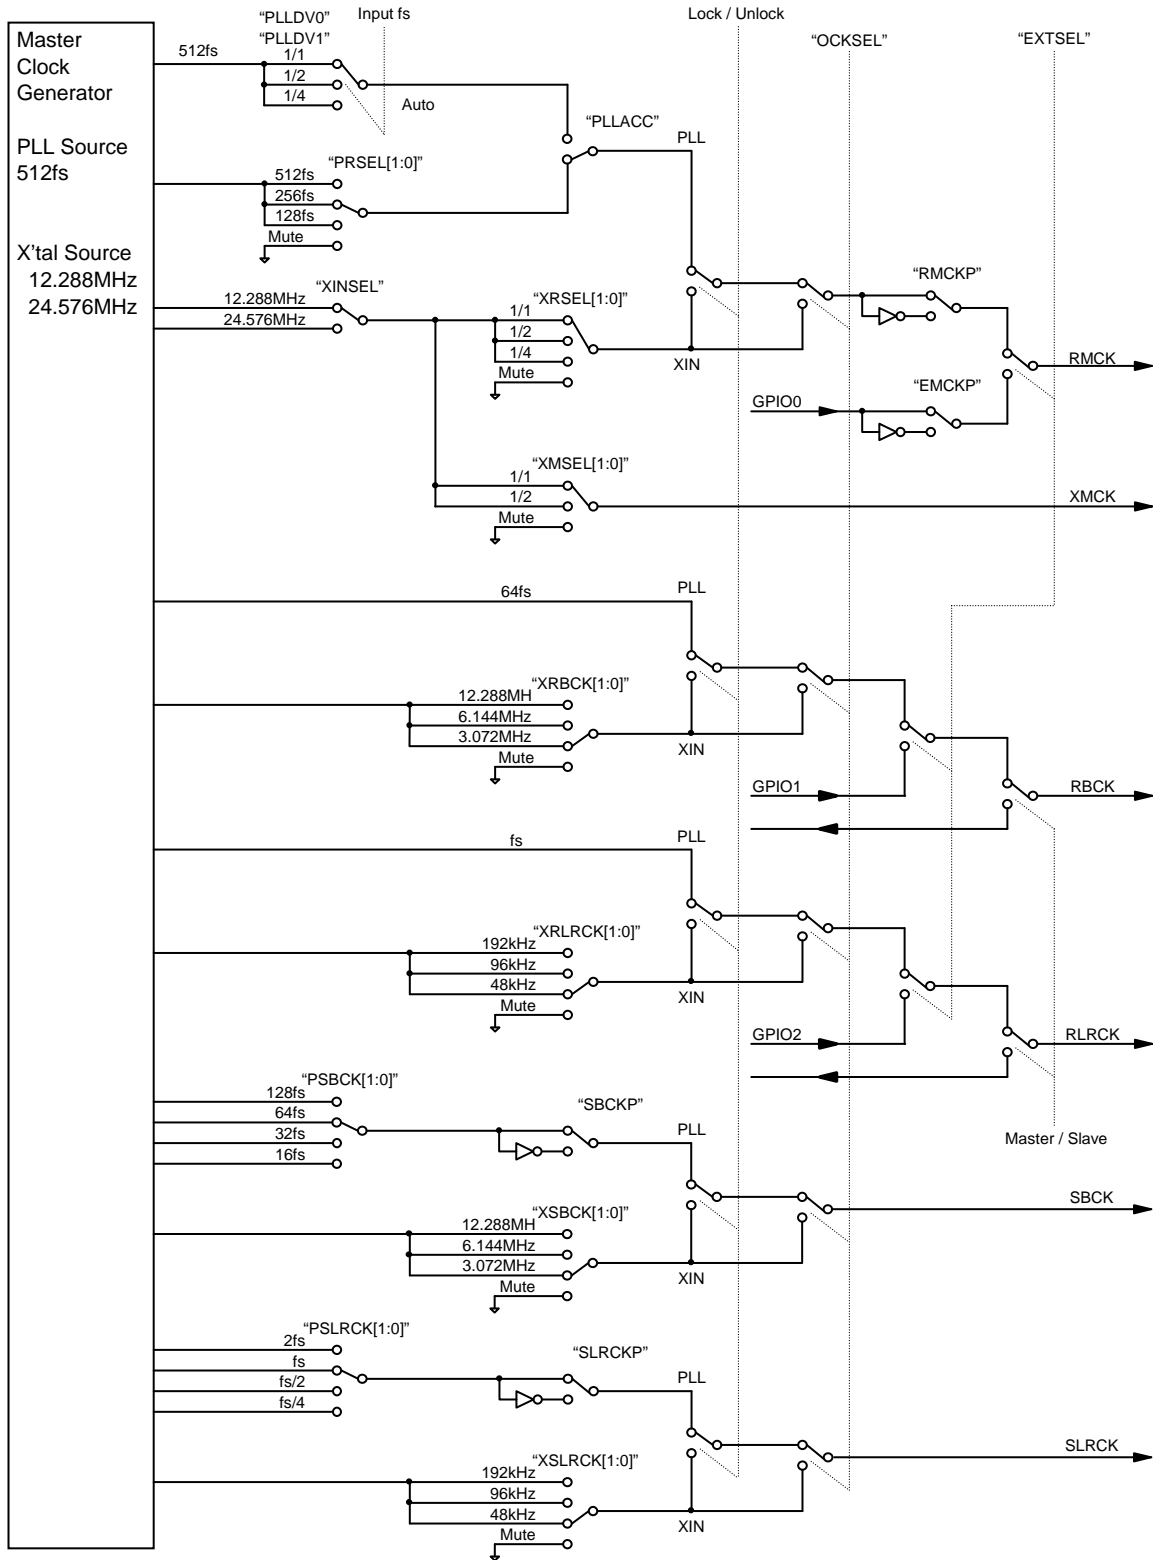 Master
Clock
Generator
PLL Source
512fs
X'tal Source
12.288MHz
24.576MHz
“PLLDV0”
“PLLDV1”
Input fs
Lock / Unlock
“OCKSEL”
“EXTSEL”
512fs
1/1
1/2
1/4
Auto
“PLLACC”
PLL
“PRSEL[1:0]”
512fs
256fs
128fs
Mute
“XINSEL”
12.288MHz
24.576MHz
“XRSEL[1:0]”
1/1
1/2
1/4
Mute
XIN
“RMCKP”
RMCK
GPIO0
“EMCKP”
“XMSEL[1:0]”
1/1
1/2
Mute
XMCK
64fs
PLL
“XRBCK[1:0]”
12.288MH
6.144MHz
3.072MHz
Mute
XIN
GPIO1
RBCK
fs
PLL
“XRLRCK[1:0]”
192kHz
96kHz
48kHz
Mute
XIN
GPIO2
RLRCK
“PSBCK[1:0]”
128fs
64fs
32fs
16fs
“SBCKP”
PLL
Master / Slave
SBCK
“XSBCK[1:0]”
12.288MH
6.144MHz
3.072MHz
Mute
XIN
“PSLRCK[1:0]”
2fs
fs
fs/2
fs/4
“SLRCKP”
PLL
SLRCK
“XSLRCK[1:0]”
192kHz
96kHz
48kHz
Mute
XIN